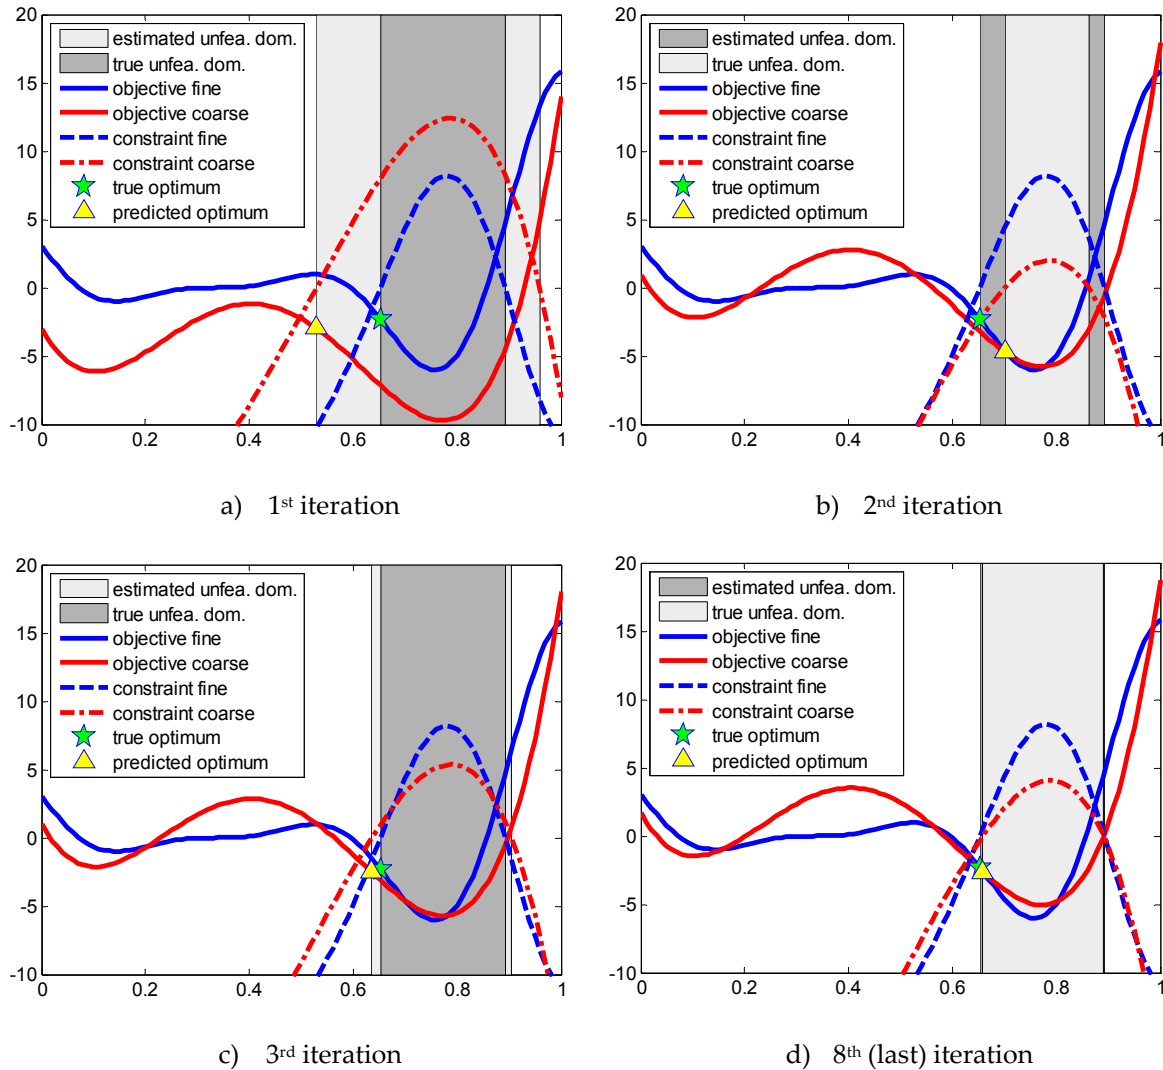 20
15
10
5
0
-5
-10
0
0.2
0.4
0.6
0.8
1
estimated unfea. dom.
true unfea. dom.
objective fine
objective coarse
constraint fine
constraint coarse
true optimum
predicted optimum
a) 1st iteration
20
15
10
5
0
-5
-10
0
0.2
0.4
0.6
0.8
1
estimated unfea. dom.
true unfea. dom.
objective fine
objective coarse
constraint fine
constraint coarse
true optimum
predicted optimum
b) 2nd iteration
20
15
10
5
0
-5
-10
0
0.2
0.4
0.6
0.8
1
estimated unfea. dom.
true unfea. dom.
objective fine
objective coarse
constraint fine
constraint coarse
true optimum
predicted optimum
c) 3rd iteration
20
15
10
5
0
-5
-10
0
0.2
0.4
0.6
0.8
1
estimated unfea. dom.
true unfea. dom.
objective fine
objective coarse
constraint fine
constraint coarse
true optimum
predicted optimum
d) 8th (last) iteration